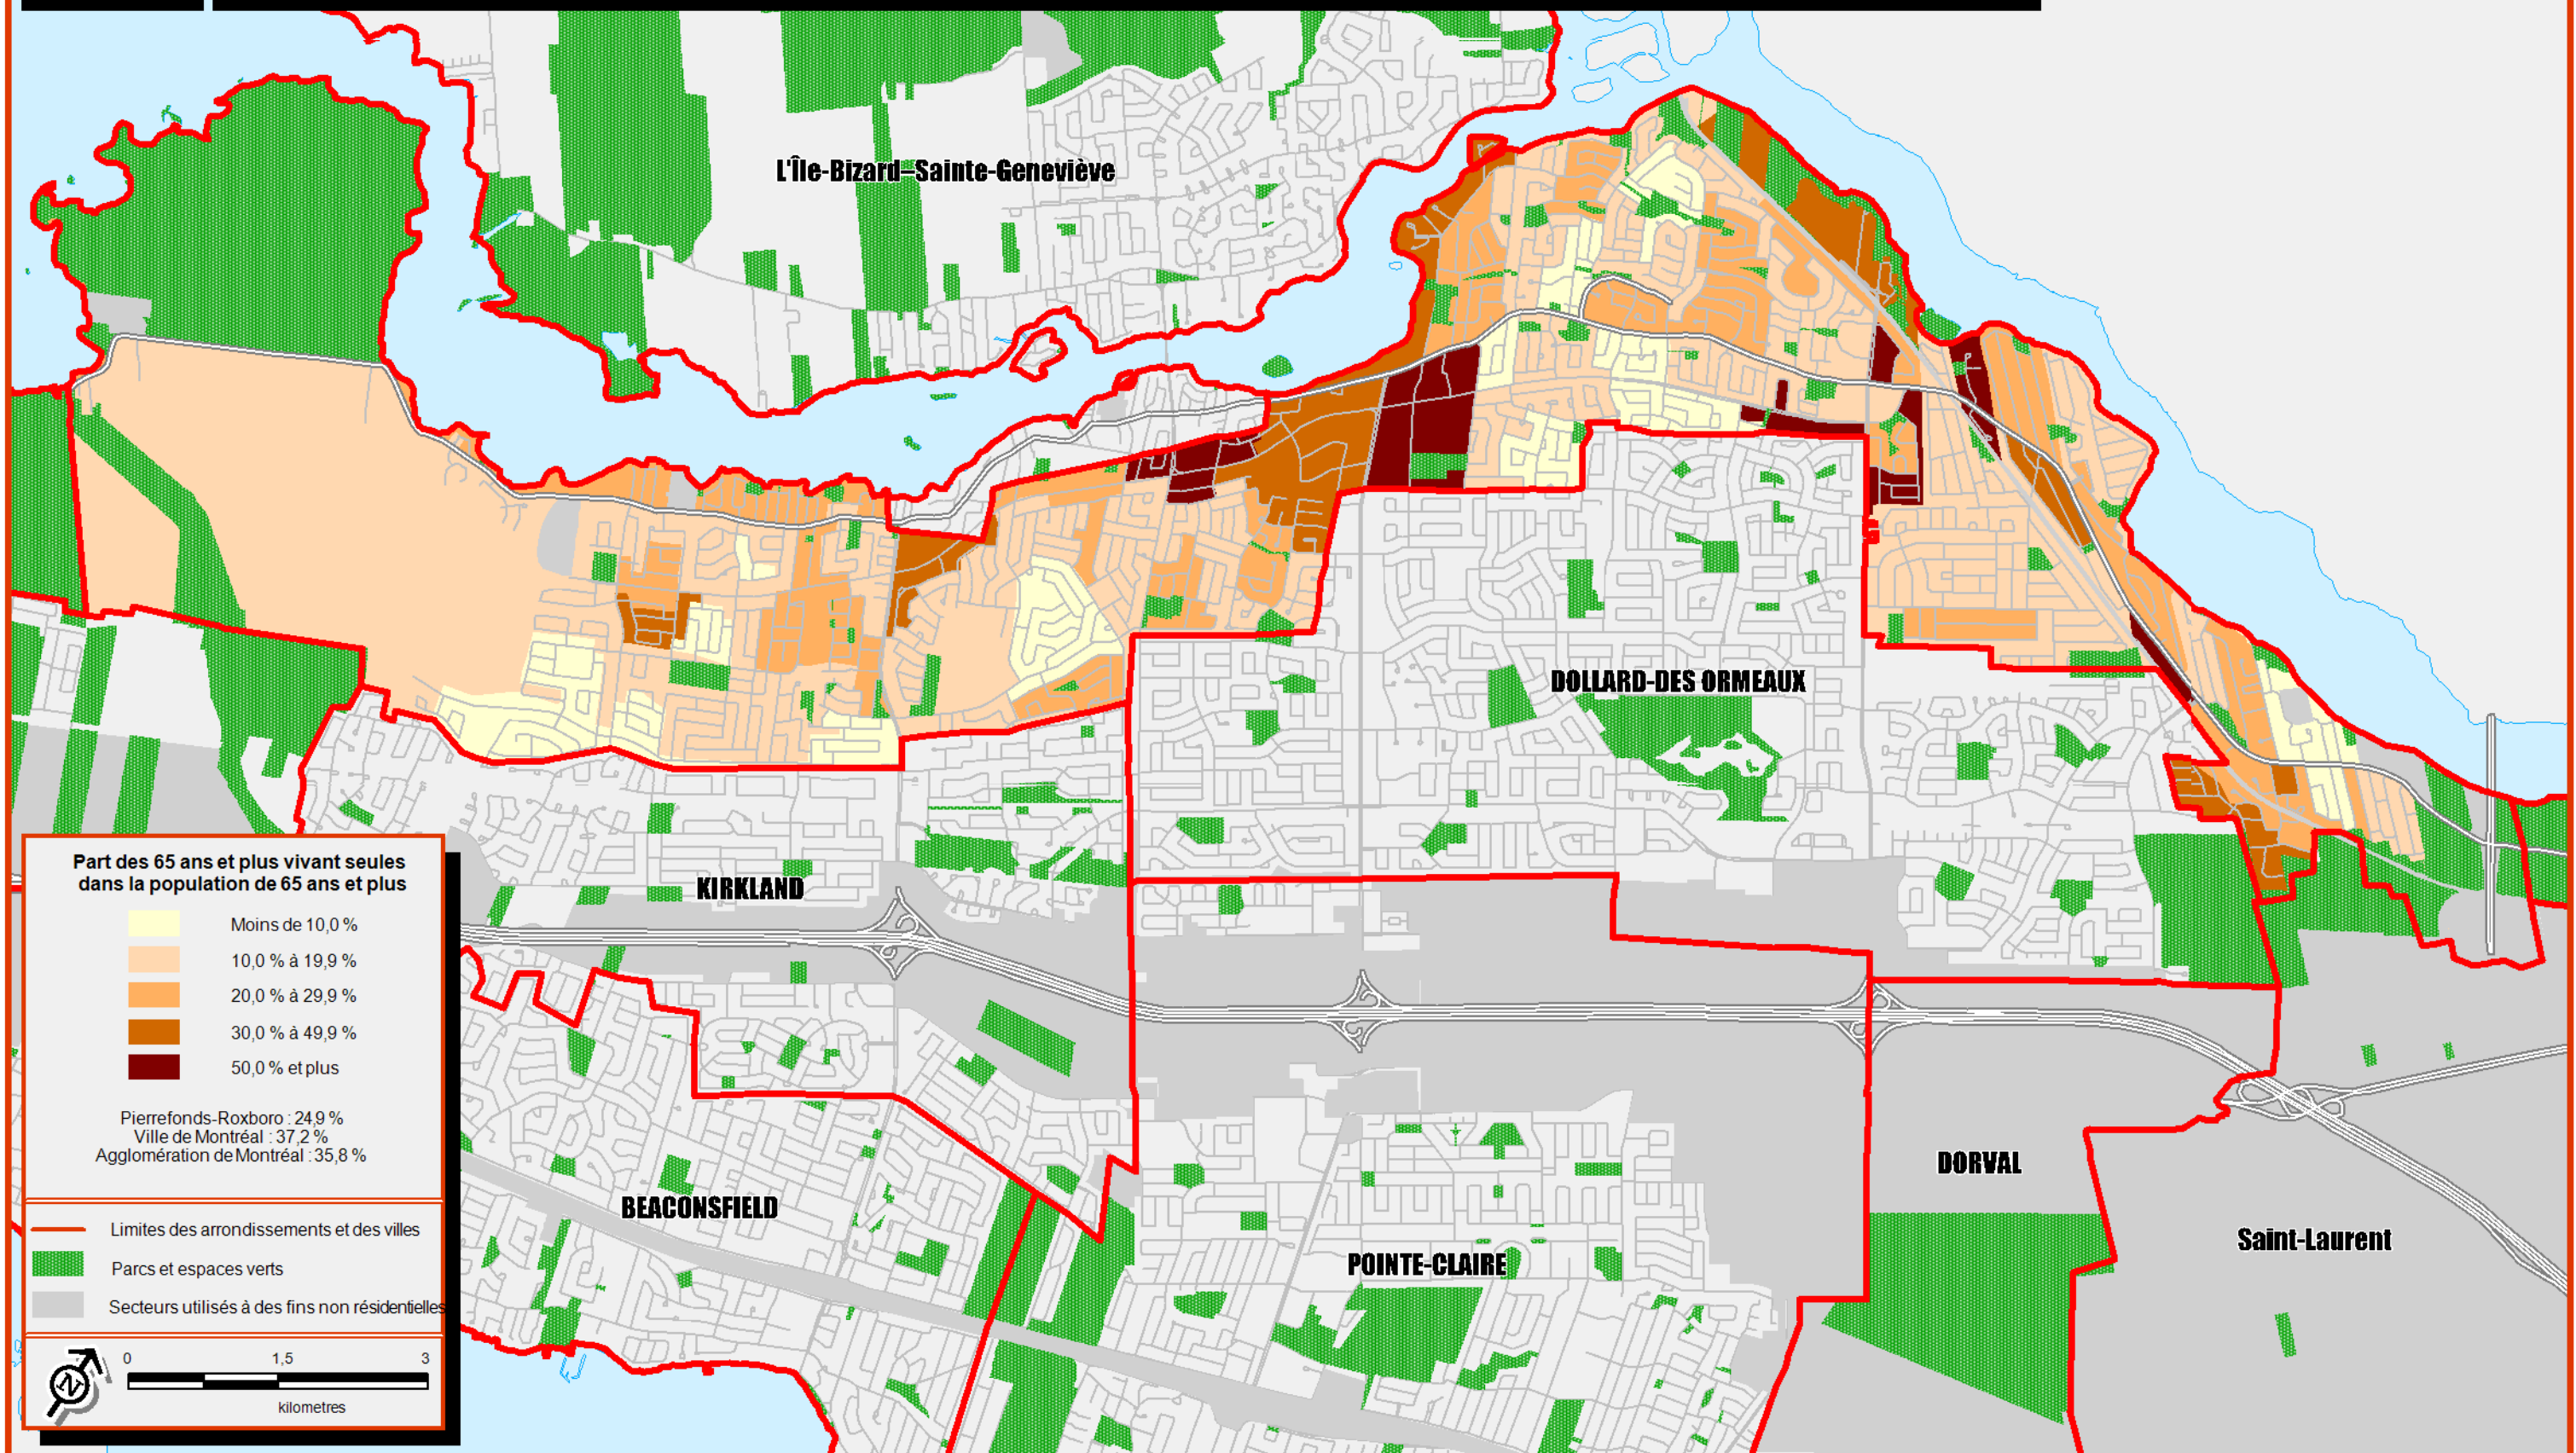 L'Île-Bizard–Sainte-Geneviève
DOLLARD-DES ORMEAUX
KIRKLAND
BEACONSFIELD
POINTE-CLAIRE
DORVAL
Saint-Laurent
Part des 65 ans et plus vivant seules
dans la population de 65 ans et plus
Moins de 10,0 %
10,0 % à 19,9 %
20,0 % à 29,9 %
30,0 % à 49,9 %
50,0 % et plus
Pierrefonds-Roxboro : 24,9 %
Ville de Montréal : 37,2 %
Agglomération de Montréal : 35,8 %
Limites des arrondissements et des villes
Parcs et espaces verts
Secteurs utilisés à des fins non résidentielles
N
0 1,5 3
kilometres